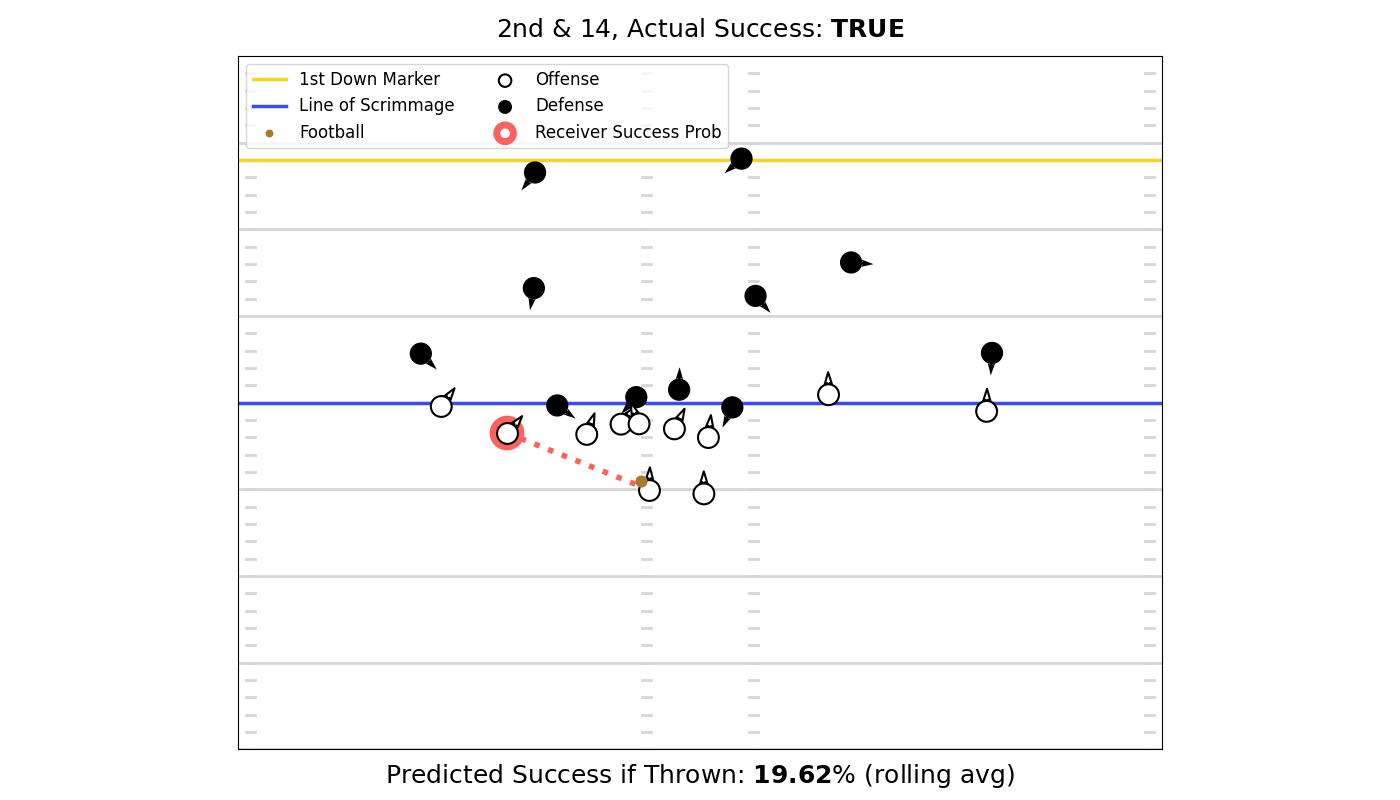 2nd & 14, Actual Success: TRUE
1st Down Marker
Line of Scrimmage
Football
Offense
Defense
Receiver Success Prob
Predicted Success if Thrown: 19.62% (rolling avg)